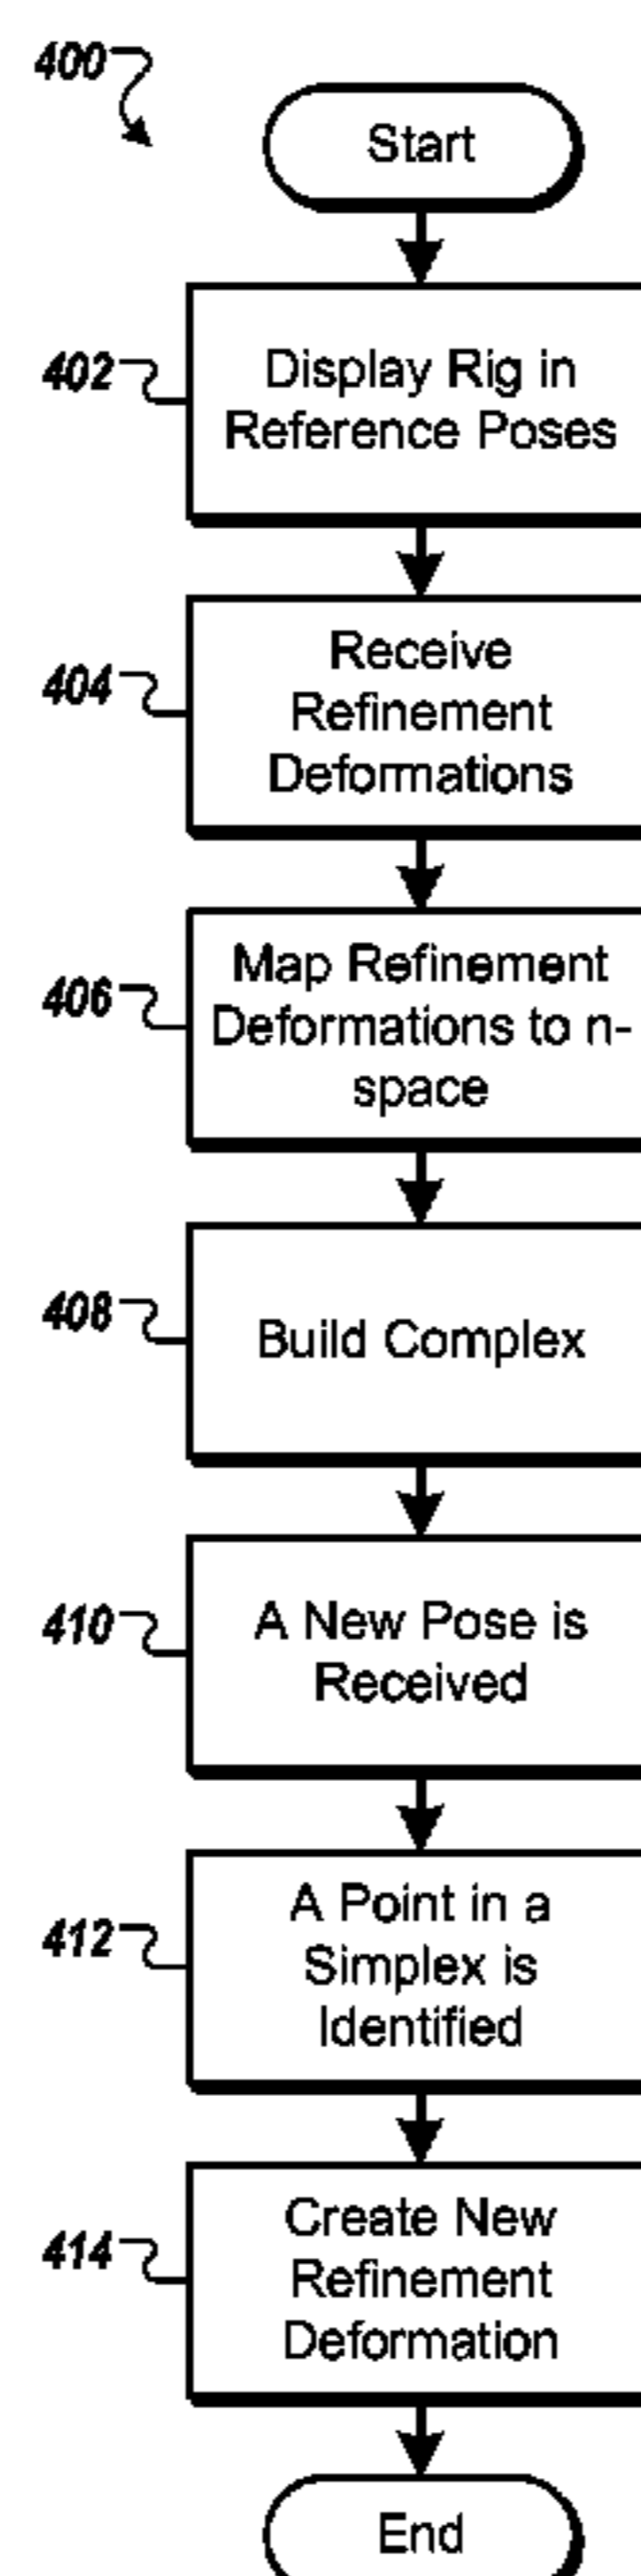 400
Start
402
Display Rig in
Reference Poses
404
Receive
Refinement
Deformations
406
Map Refinement
Deformations to n-
space
408
Build Complex
410
A New Pose is
Received
412
A Point in a
Simplex is
Identified
414
Create New
Refinement
Deformation
End